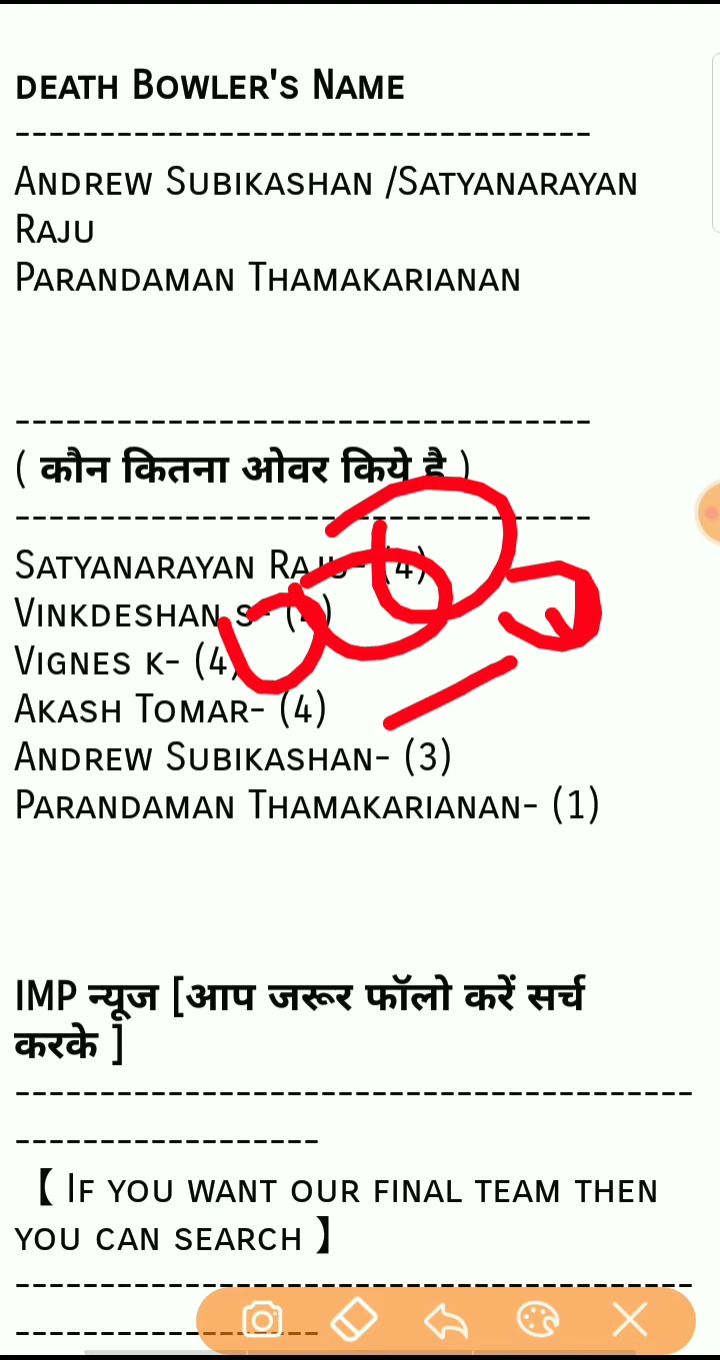 Death Bowler's Name
----------------------------------
Andrew Subikashan /Satyanarayan
Raju
Parandaman Thamakarianan
----------------------------------
( कौन कितना ओवर किये है )
----------------------------------
Satyanarayan Raju- (4)
Vinkdeshan s- (
Vignes k- (4
Akash Tomar- (4)
Andrew Subikashan- (3)
Parandaman Thamakarianan- (1)
IMP न्यूज [आप जरूर फॉलो करें सर्च
करके ]
----------------------------------------
------------------
【 If you want our final team then
you can search 】
----------------------------------------
------------------